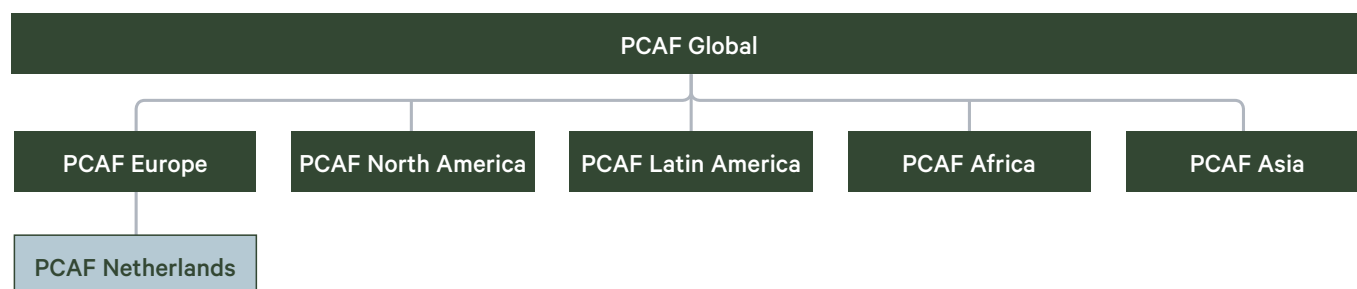 PCAF Global
PCAF Europe
PCAF North America
PCAF Latin America
PCAF Africa
PCAF Asia
PCAF Netherlands